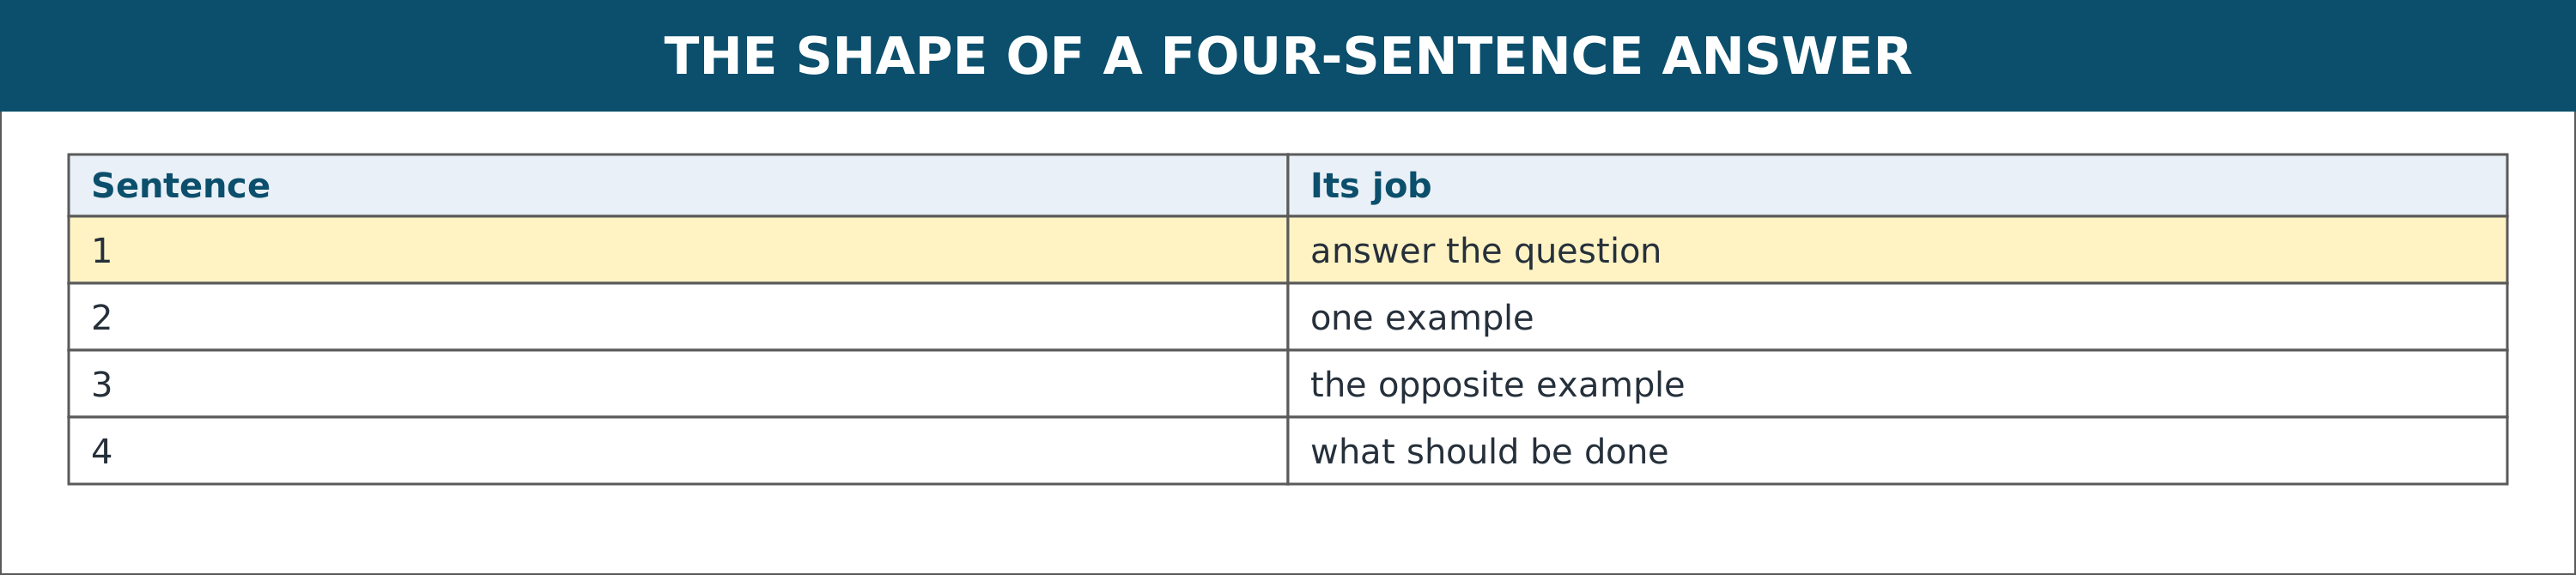 THE SHAPE OF A FOUR-SENTENCE ANSWER
Sentence Its job
1 answer the question
2 one example
3 the opposite example
4 what should be done